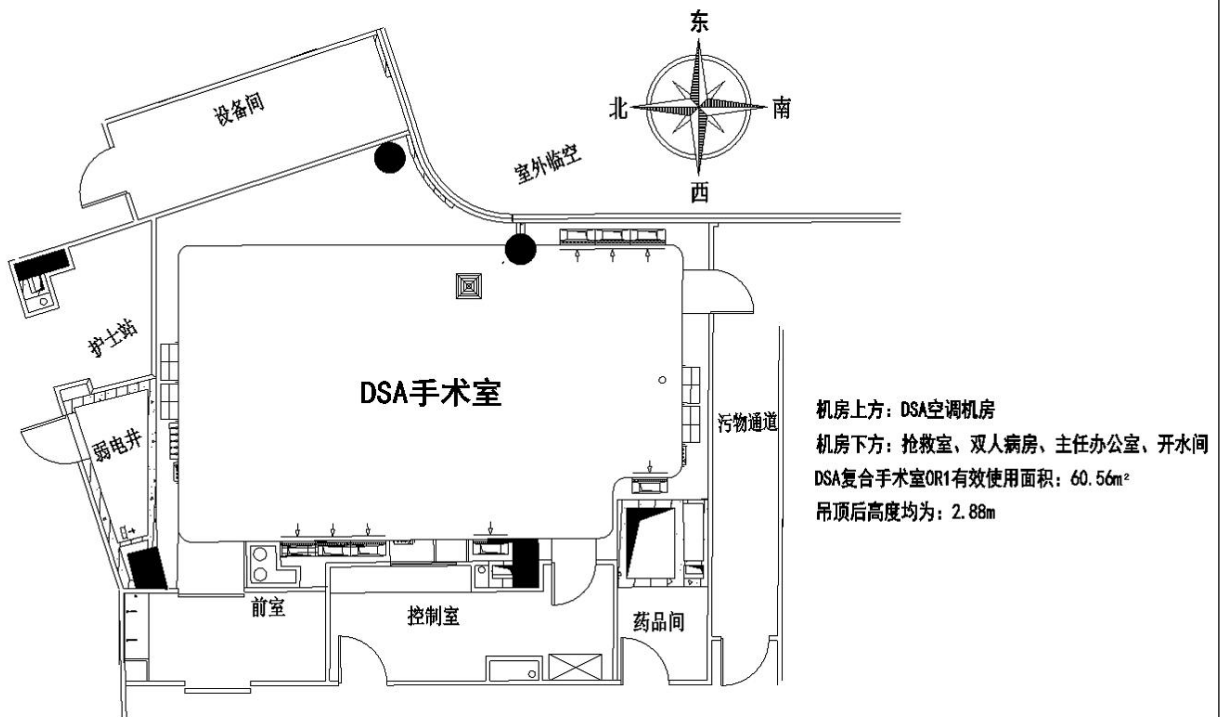 东
设备间
北
南
室外临空
西
护士站
DSA手术室
机房上方：DSA空调机房
污物通道
机房下方：抢救室、双人病房、主任办公室、开水间
弱电井
DSA复合手术室OR1有效使用面积：60.56m²
吊顶后高度均为：2.88m
前室
控制室
药品间